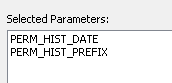 Selected Parameters:
PERM_HIST_DATE
PERM_HIST_PREFIX